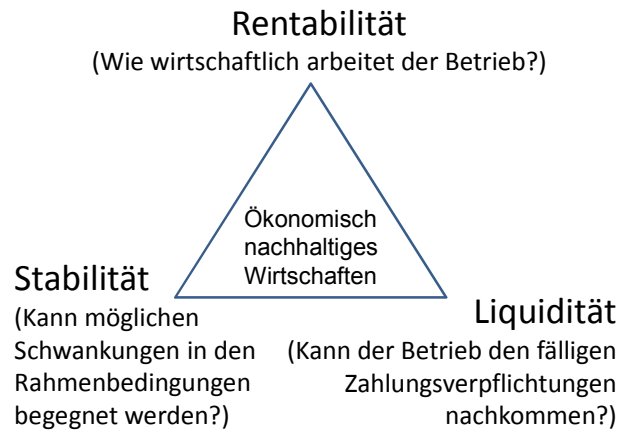 Rentabilität
(Wie wirtschaftlich arbeitet der Betrieb?)
Ökonomisch
nachhaltiges
Wirtschaften
Stabilität
(Kann möglichen
Schwankungen in den
Rahmenbedingungen
begegnet werden?)
Liquidität
(Kann der Betrieb den fälligen
Zahlungsverpflichtungen
nachkommen?)